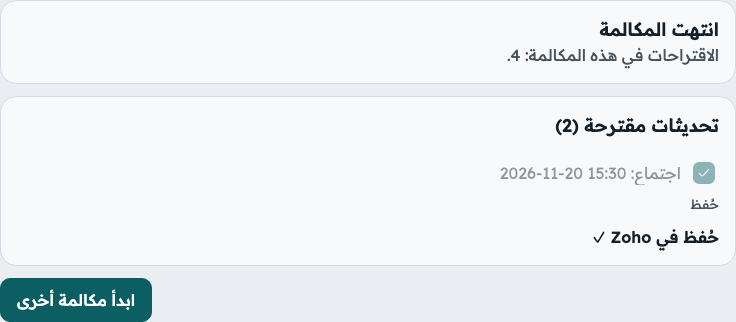 انتهت المكالمة
الاقتراحات في هذه المكالمة: 4.
تحديثات مقترحة (2)
اجتماع: 2026-11-20 15:30
حُفظ
حُفظ في Zoho ✓
ابدأ مكالمة أخرى